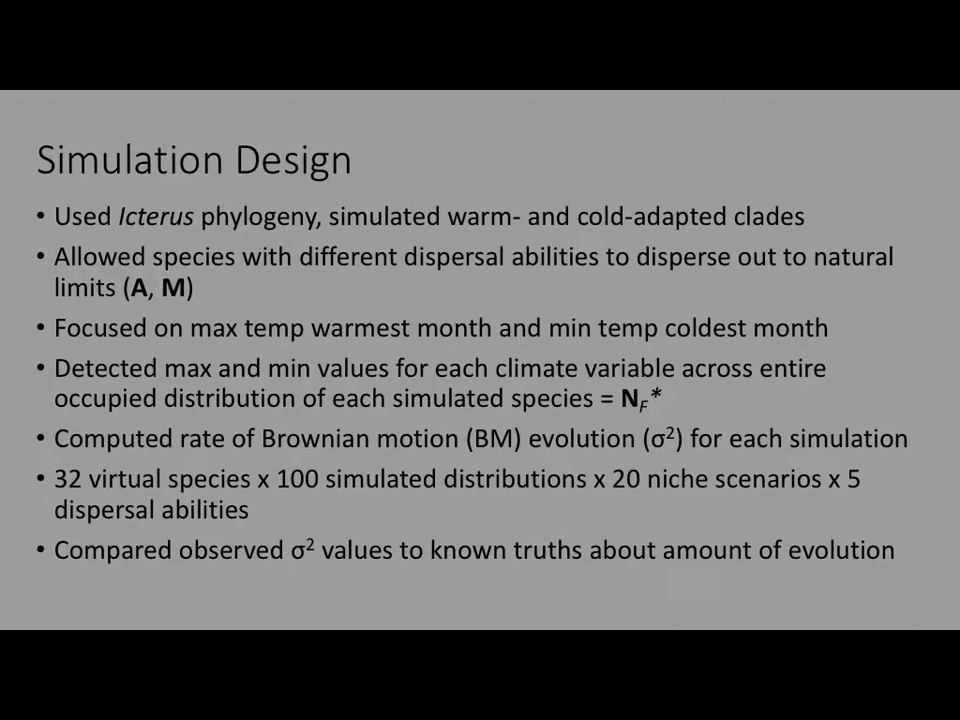 Simulation Design
• Used Icterus phylogeny, simulated warm- and cold-adapted clades
• Allowed species with different dispersal abilities to disperse out to natural
limits (A, M)
• Focused on max temp warmest month and min temp coldest month
• Detected max and min values for each climate variable across entire
occupied distribution of each simulated species = N_F*
• Computed rate of Brownian motion (BM) evolution (σ²) for each simulation
• 32 virtual species x 100 simulated distributions x 20 niche scenarios x 5
dispersal abilities
• Compared observed σ² values to known truths about amount of evolution